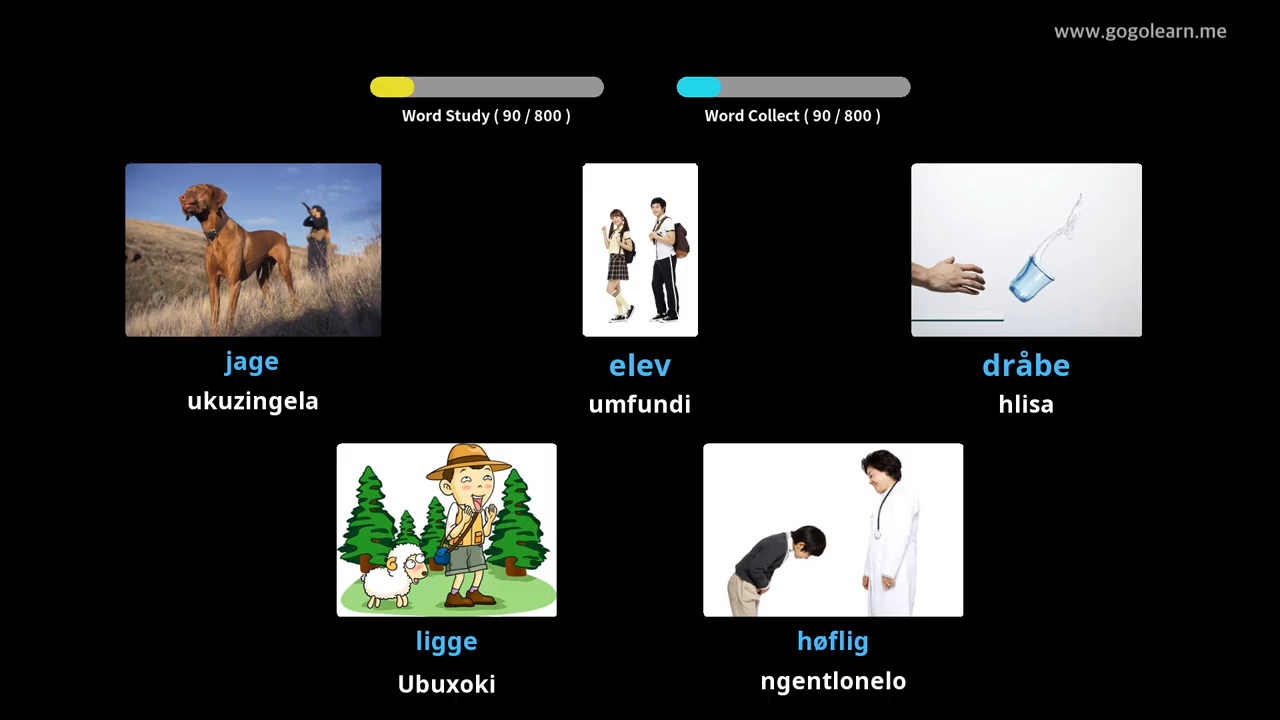 www.gogolearn.me
Word Study ( 90 / 800 )
Word Collect ( 90 / 800 )
jage
elev
dråbe
ukuzingela
umfundi
hlisa
ligge
høflig
Ubuxoki
ngentlonelo